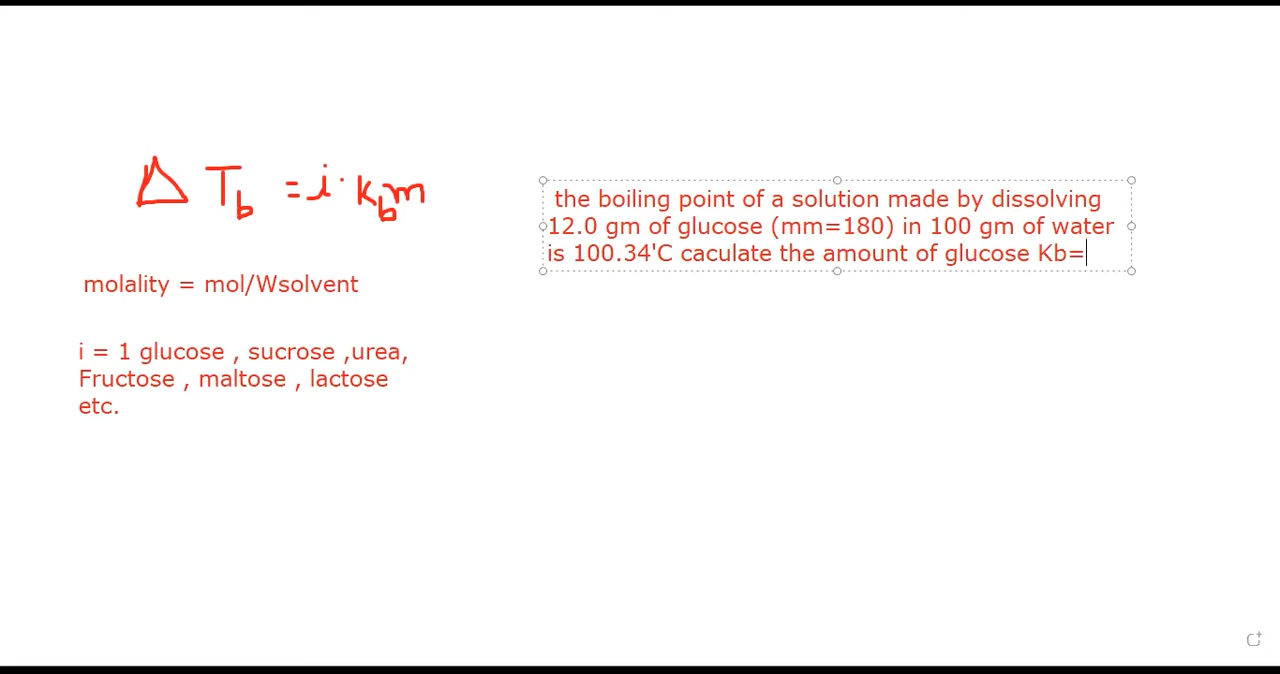 Δ Tb = i · kbm
the boiling point of a solution made by dissolving
12.0 gm of glucose (mm=180) in 100 gm of water
is 100.34'C caculate the amount of glucose Kb=
molality = mol/Wsolvent
i = 1 glucose , sucrose ,urea,
Fructose , maltose , lactose
etc.